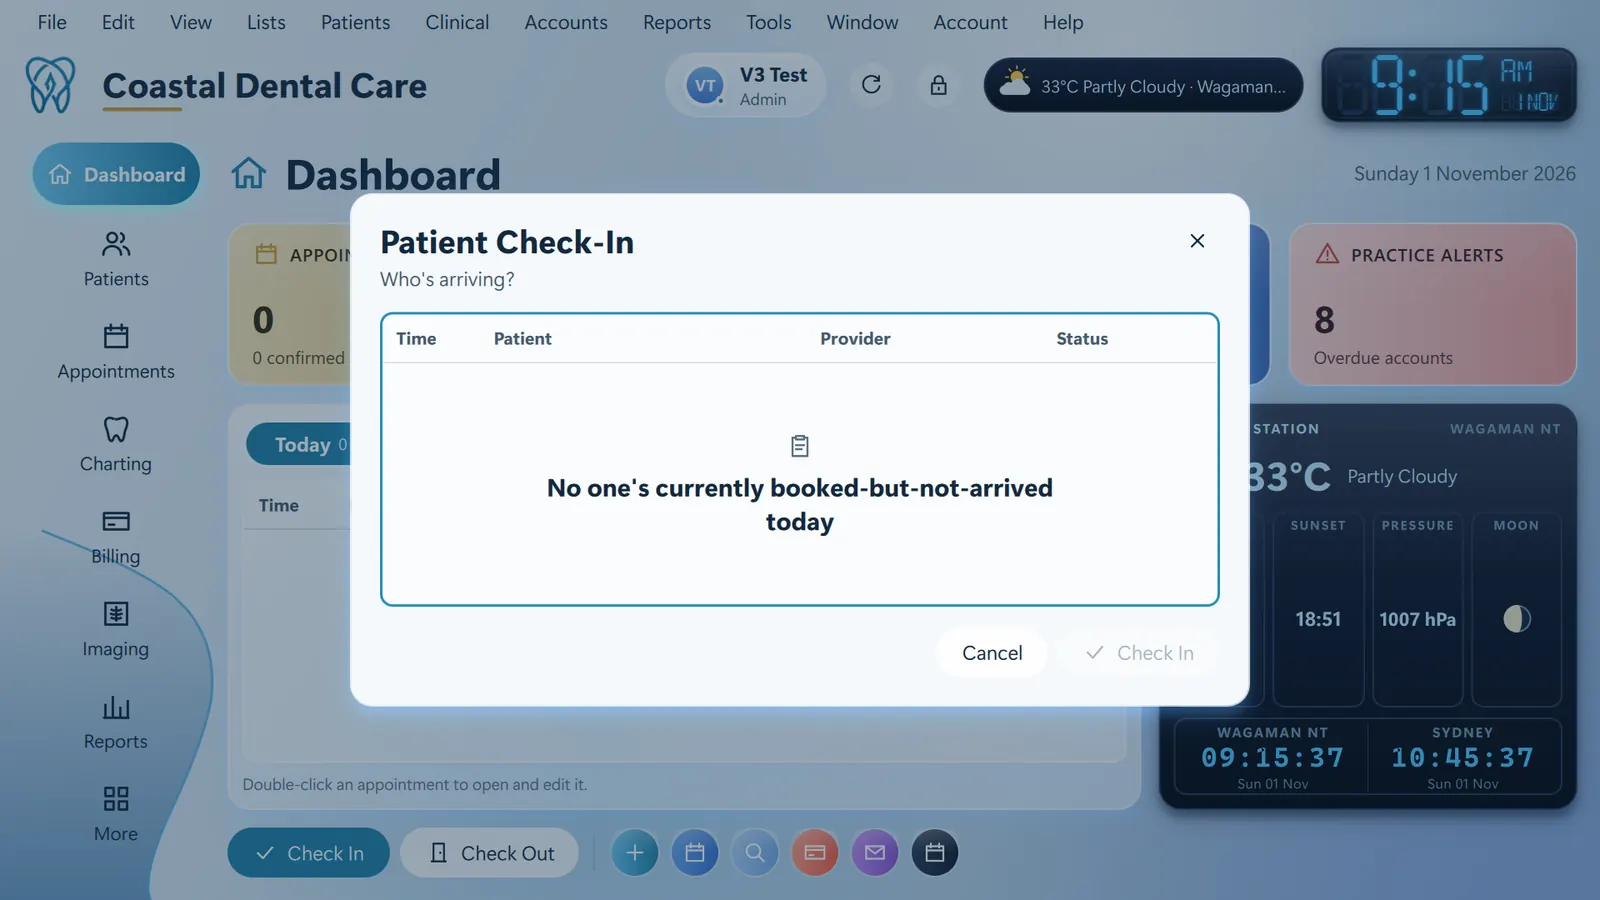 File Edit View Lists Patients Clinical Accounts Reports Tools Window Account Help
Coastal Dental Care
VT
V3 Test
Admin
33°C Partly Cloudy · Wagaman...
9:15 AM
1 NOV
Dashboard
Dashboard
Sunday 1 November 2026
Patients
Appointments
Charting
Billing
Imaging
Reports
More
APPOIN
0
0 confirmed
PRACTICE ALERTS
8
Overdue accounts
Patient Check-In
Who's arriving?
Time Patient Provider Status
No one's currently booked-but-not-arrived
today
Cancel
Check In
Today 0
Time
Double-click an appointment to open and edit it.
STATION WAGAMAN NT
33°C Partly Cloudy
SUNSET PRESSURE MOON
18:51 1007 hPa
WAGAMAN NT SYDNEY
09:15:37 10:45:37
Sun 01 Nov Sun 01 Nov
Check In
Check Out